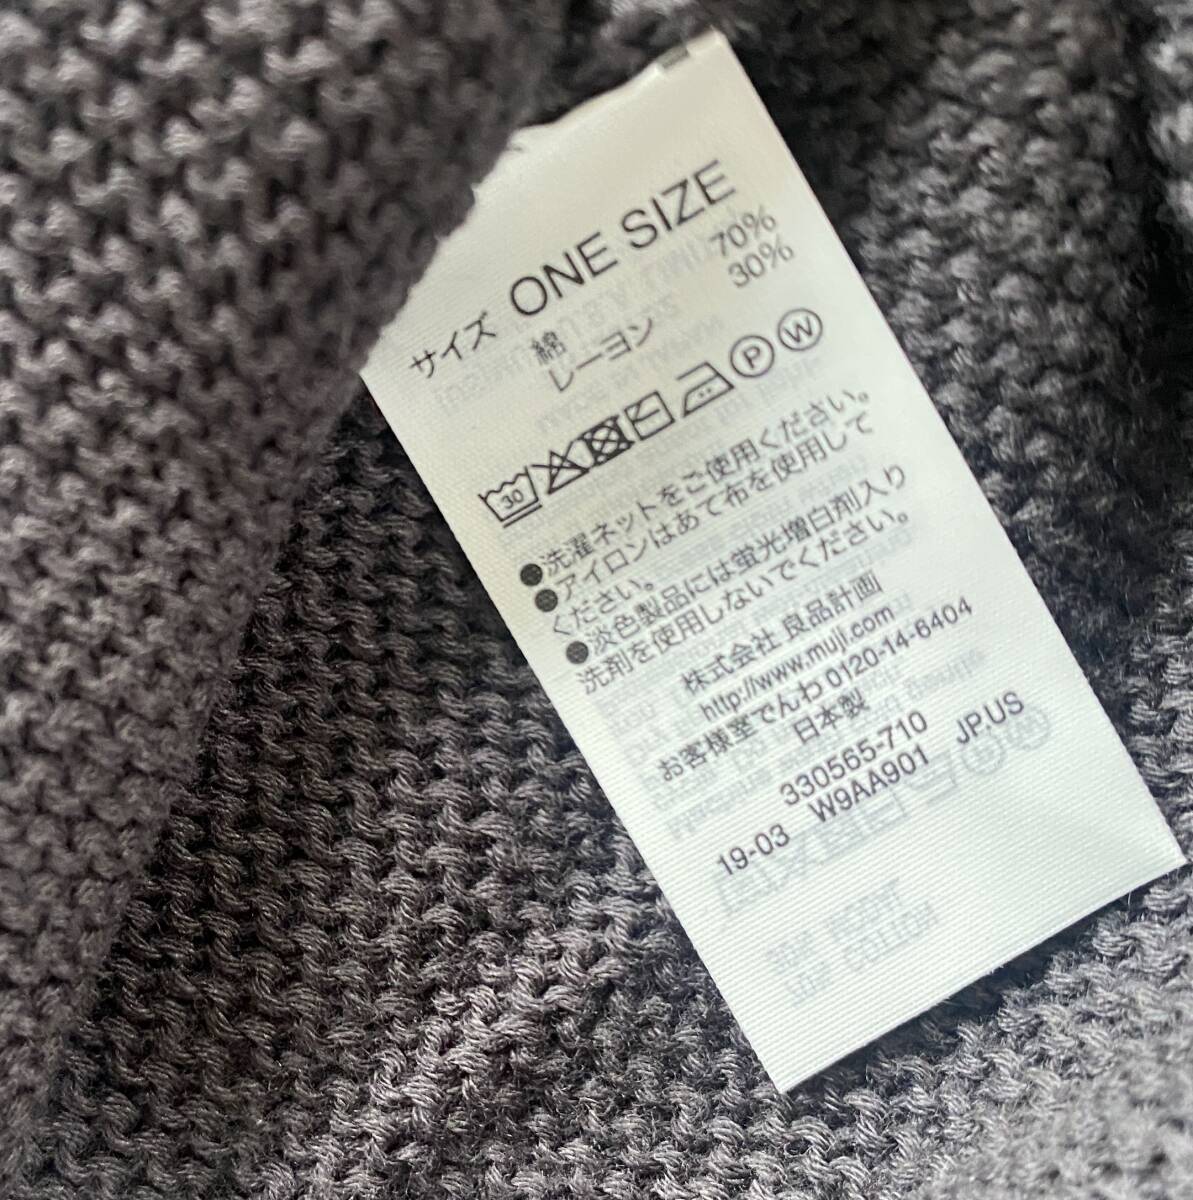 サイズ ONE SIZE
綿 70%
レーヨン 30%
30 P W
●洗濯ネットをご使用ください。
●アイロンはあて布を使用して
ください。
●淡色製品には蛍光増白剤入り
洗剤を使用しないでください。
株式会社 良品計画
http://www.muji.com
お客様室でんわ 0120-14-6404
日本製
330565-710
19-03 W9AA901 JP.US